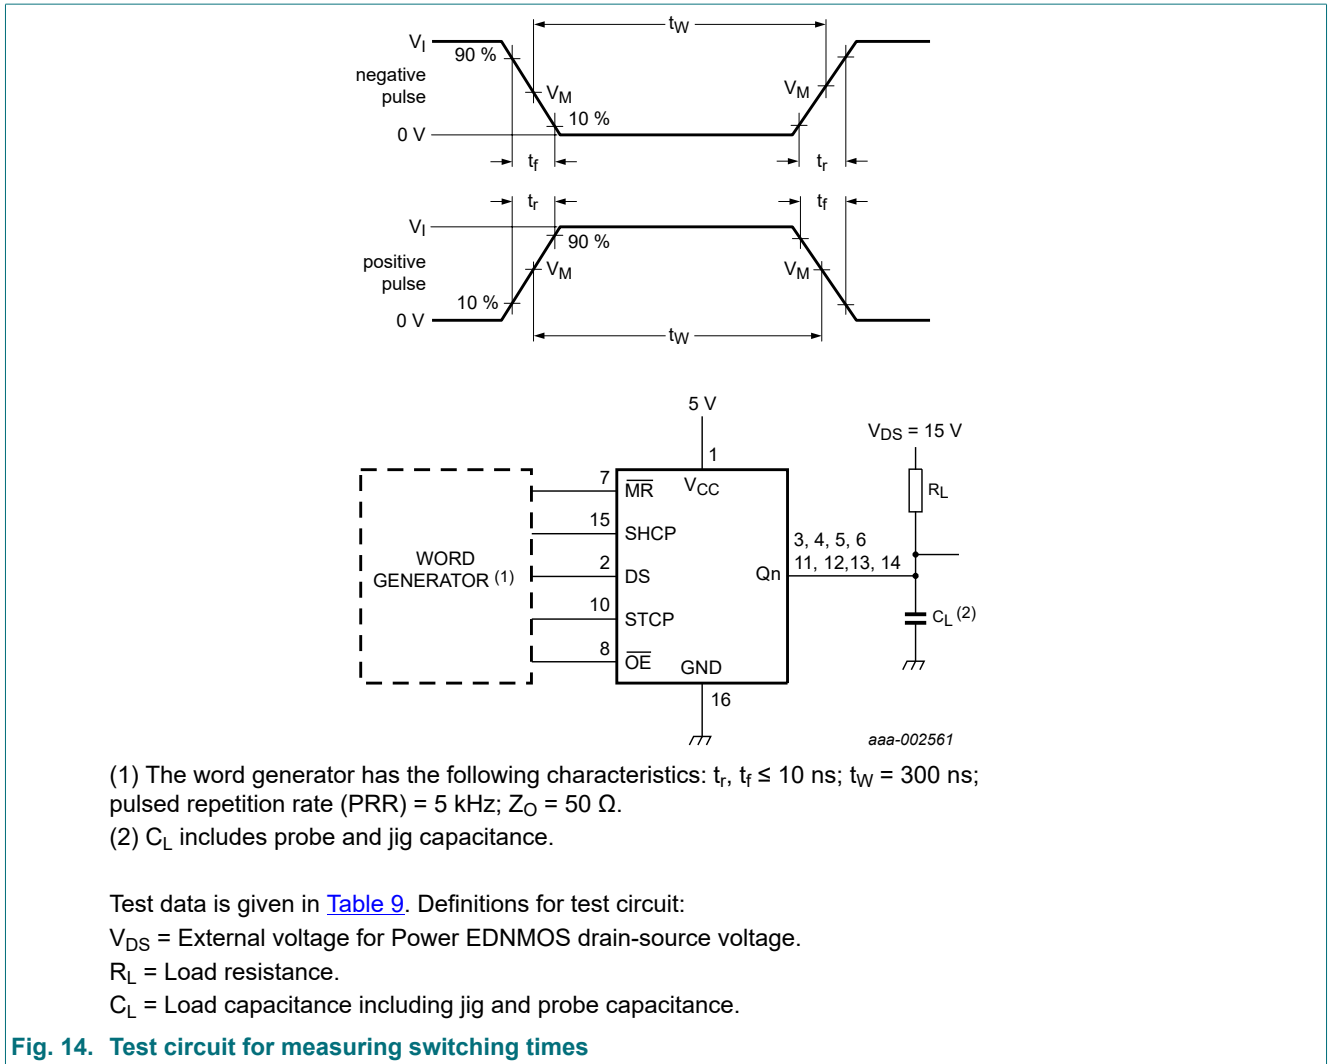 tW
VI
90 %
negative
pulse
VM
VM
10 %
0 V
tf
tr
tr
tf
VI
90 %
positive
pulse
VM
VM
10 %
0 V
tW
5 V
VDS = 15 V
1
7
MR
VCC
RL
15
SHCP
3, 4, 5, 6
WORD
GENERATOR (1)
2
DS
Qn
11, 12,13, 14
10
STCP
CL (2)
8
OE
GND
16
aaa-002561
(1) The word generator has the following characteristics: tr, tf ≤ 10 ns; tW = 300 ns;
pulsed repetition rate (PRR) = 5 kHz; ZO = 50 Ω.
(2) CL includes probe and jig capacitance.
Test data is given in Table 9. Definitions for test circuit:
VDS = External voltage for Power EDNMOS drain-source voltage.
RL = Load resistance.
CL = Load capacitance including jig and probe capacitance.
Fig. 14. Test circuit for measuring switching times